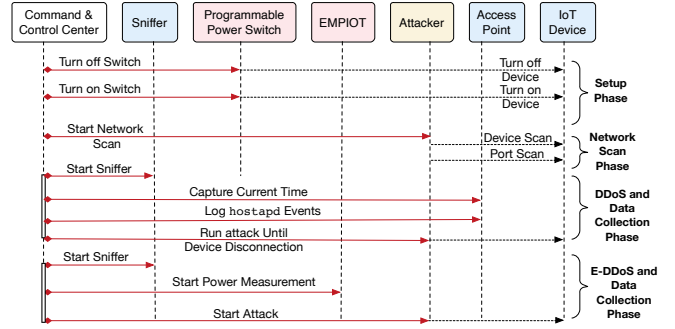 Command &
Control Center
Sniffer
Programmable
Power Switch
EMPIOT
Attacker
Access
Point
IoT
Device
Turn off Switch
Turn off
Device
Turn on Switch
Turn on
Device
Setup
Phase
Start Network
Scan
Device Scan
Port Scan
Network
Scan
Phase
Start Sniffer
Capture Current Time
Log hostapd Events
Run attack Until
Device Disconnection
DDoS and
Data
Collection
Phase
Start Sniffer
Start Power Measurement
Start Attack
E-DDoS and
Data
Collection
Phase